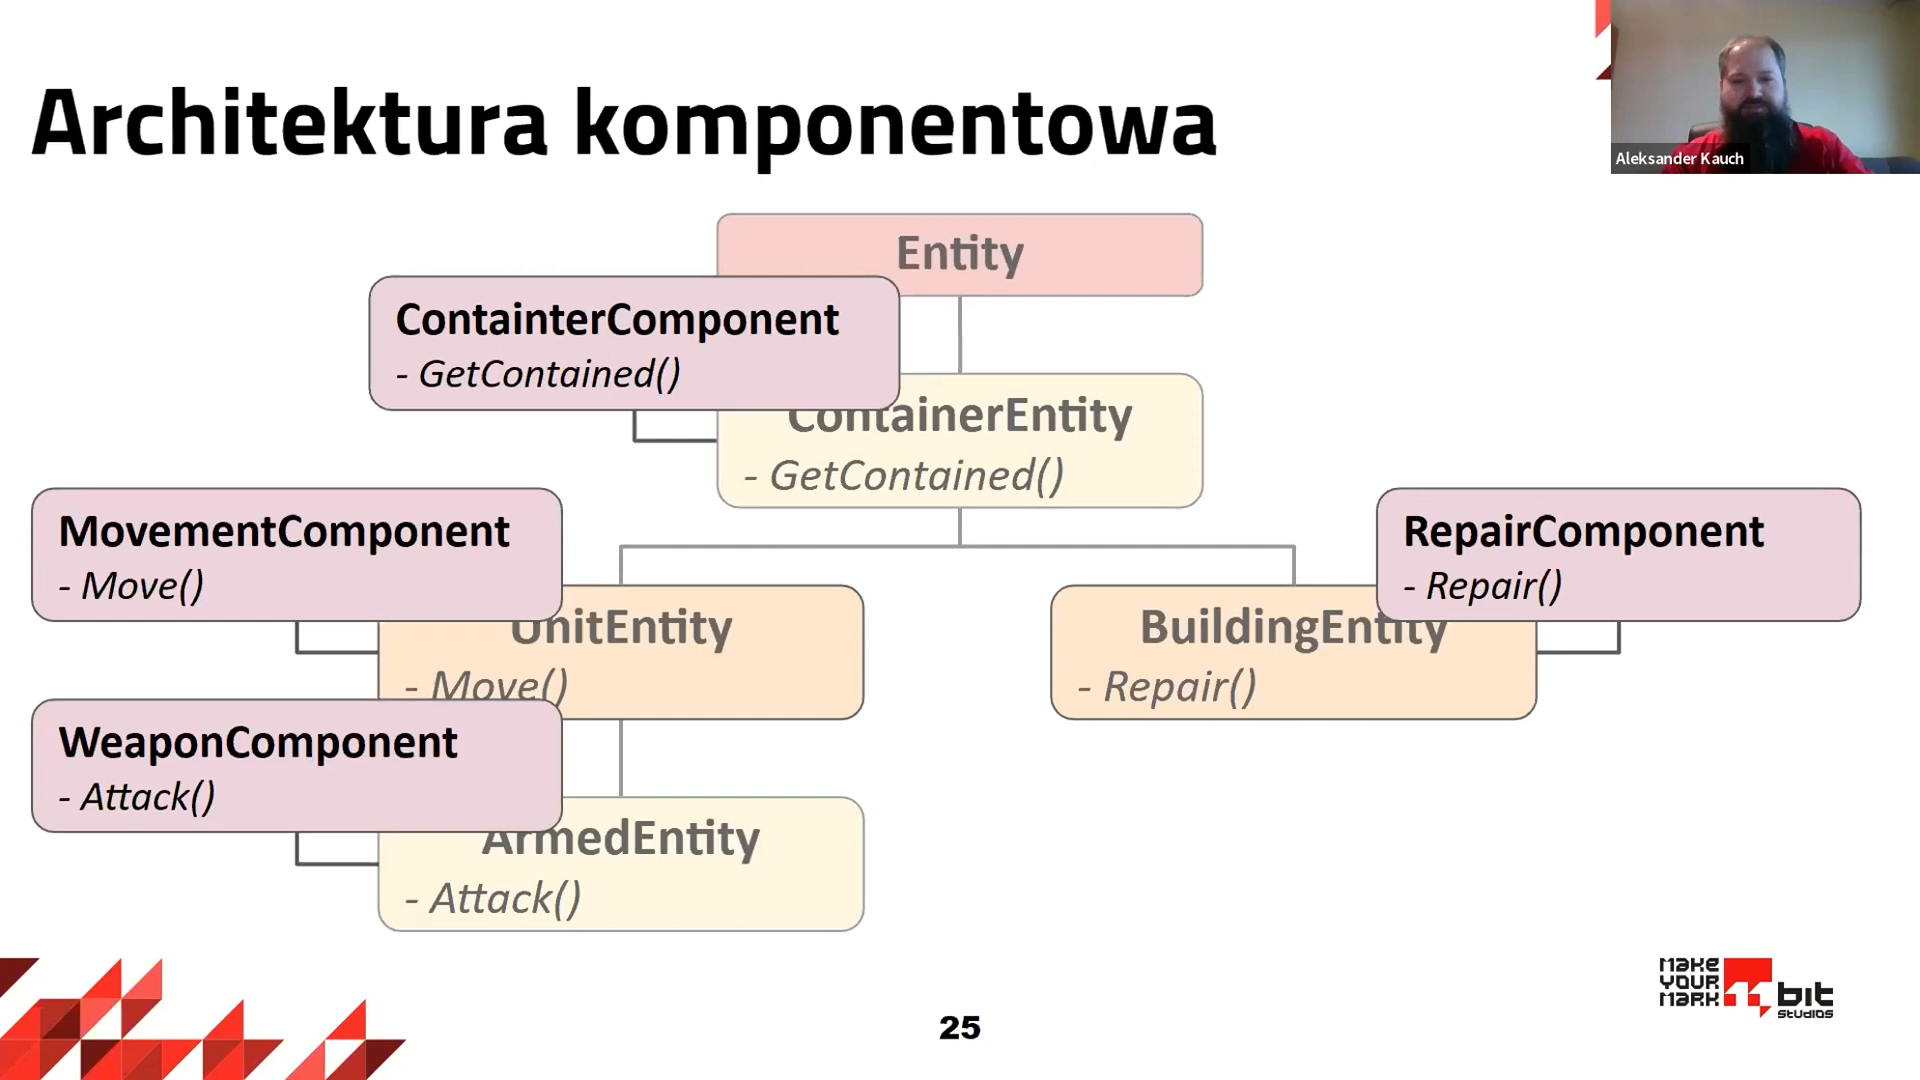 Architektura komponentowa
Aleksander Kauch
Entity
ContainterComponent
- GetContained()
ContainerEntity
- GetContained()
MovementComponent
- Move()
RepairComponent
- Repair()
UnitEntity
- Move()
BuildingEntity
- Repair()
WeaponComponent
- Attack()
ArmedEntity
- Attack()
MAKE
YOUR
MARK
11 bit
STUDIOS
25